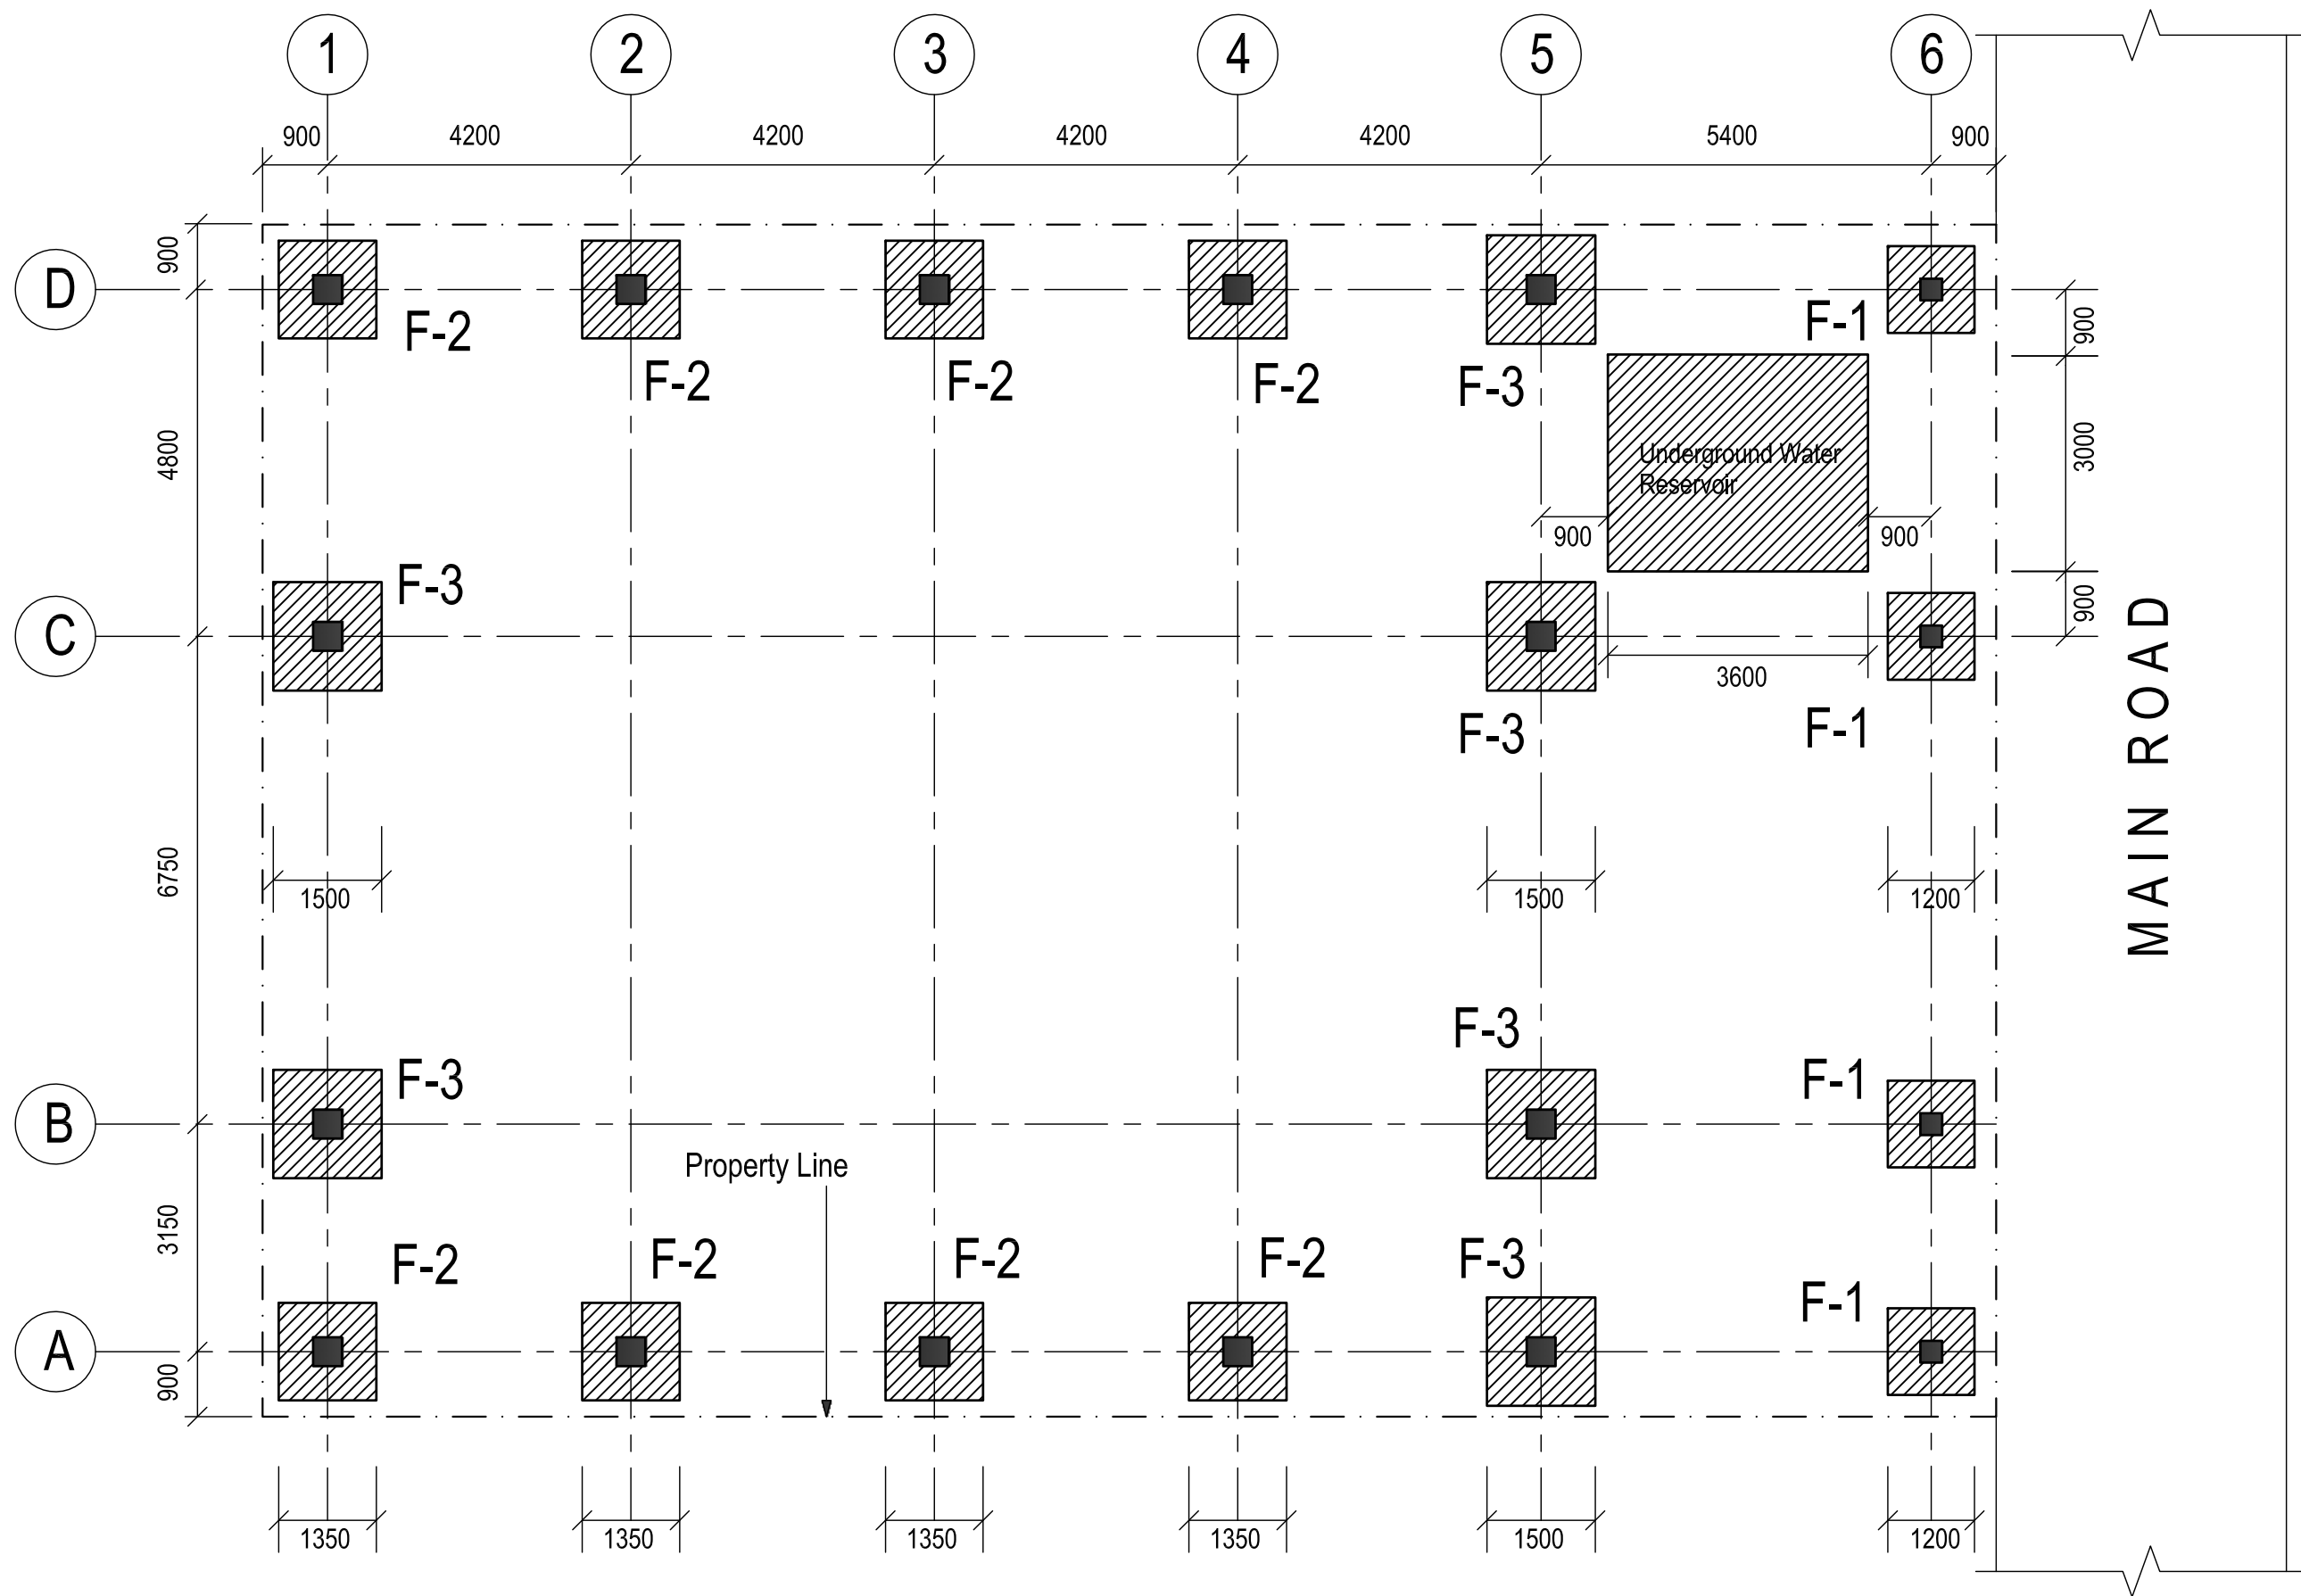 1
2
3
4
5
6
900
4200
4200
4200
4200
5400
900
900
D
F-2
F-2
F-2
F-2
F-3
F-1
900
4800
Underground Water
Reservoir
3000
900
900
900
C
F-3
3600
F-3
F-1
MAIN ROAD
6750
1500
1500
1200
F-3
F-3
F-1
B
Property Line
3150
F-2
F-2
F-2
F-2
F-3
F-1
A
900
1350
1350
1350
1350
1500
1200